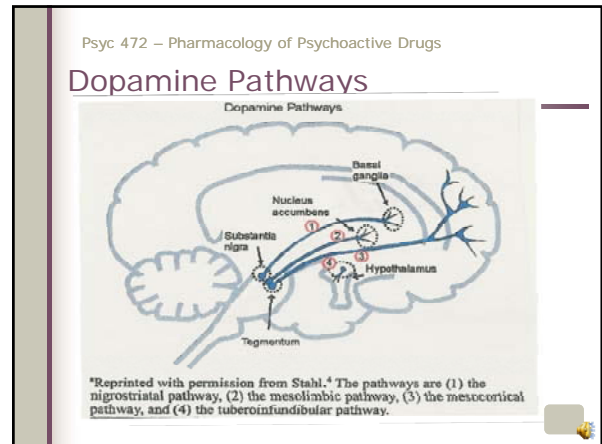 Psyc 472 – Pharmacology of Psychoactive Drugs
Dopamine Pathways
Dopamine Pathways
Basal
ganglia
Nucleus
accumbens
Substantia
nigra
1
2
3
4
Hypothalamus
Tegmentum
*Reprinted with permission from Stahl.4 The pathways are (1) the
nigrostriatal pathway, (2) the mesolimbic pathway, (3) the mesocortical
pathway, and (4) the tuberoinfundibular pathway.